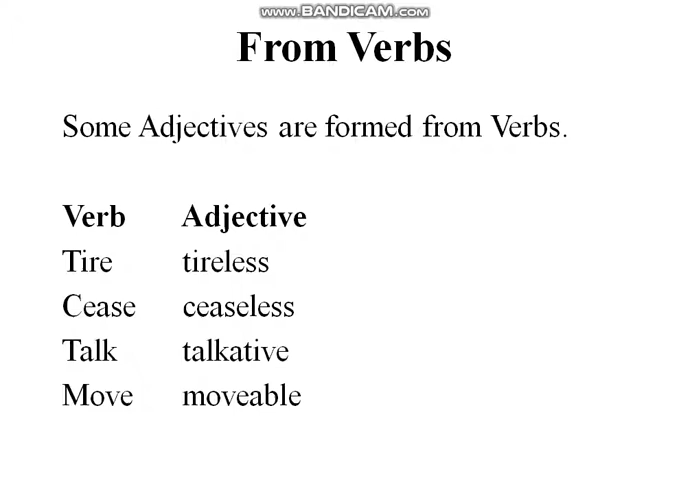 www.BANDICAM.com
From Verbs
Some Adjectives are formed from Verbs.
Verb Adjective
Tire tireless
Cease ceaseless
Talk talkative
Move moveable